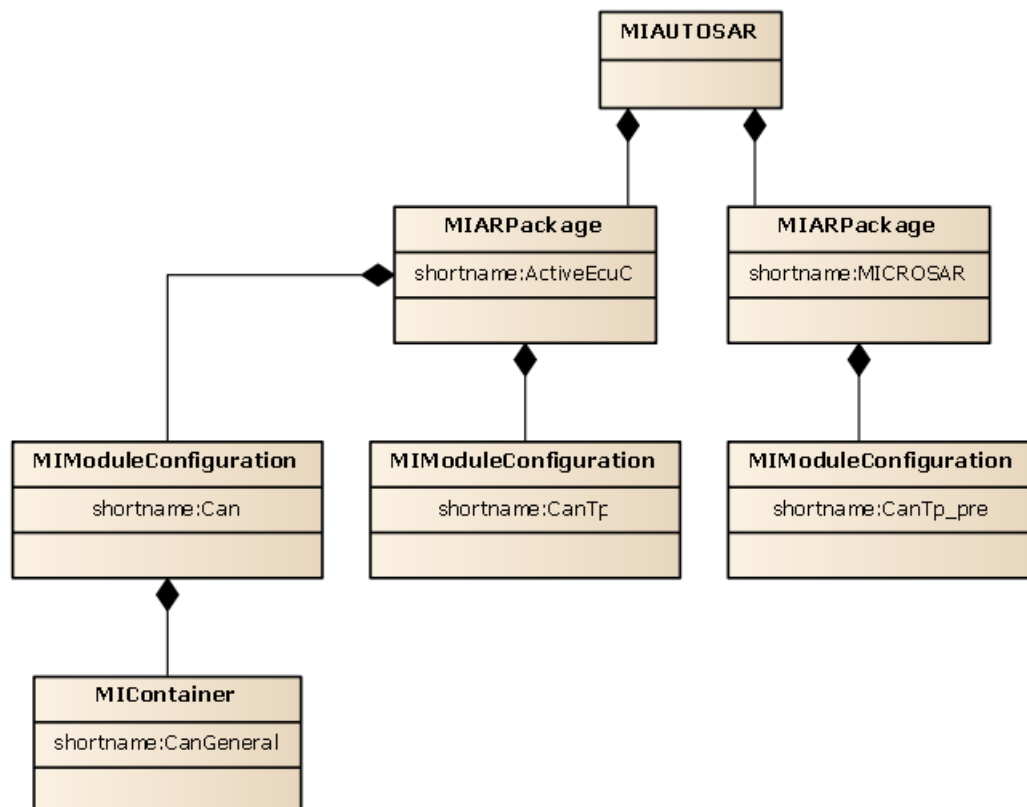 MIAUTOSAR
MIARPackage
shortname:ActiveEcuC
MIARPackage
shortname:MICROSAR
MIModuleConfiguration
shortname:Can
MIModuleConfiguration
shortname:CanTp
MIModuleConfiguration
shortname:CanTp_pre
MIContainer
shortname:CanGeneral